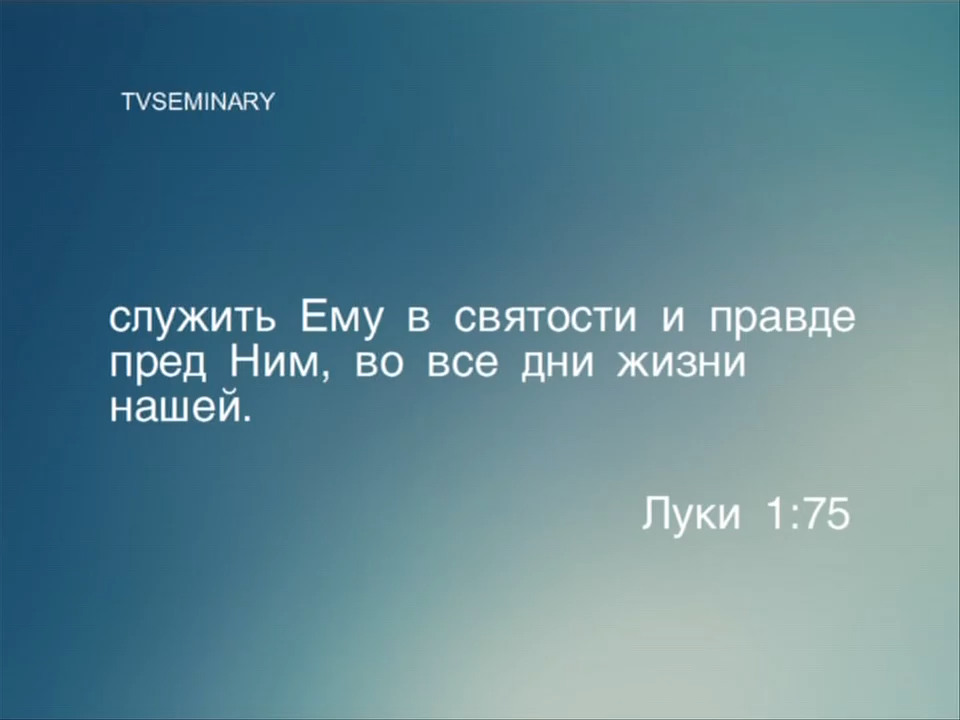 TVSEMINARY
служить Ему в святости и правде
пред Ним, во все дни жизни
нашей.
Луки 1:75